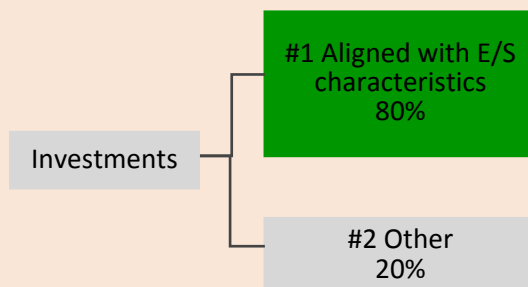 #1 Aligned with E/S
characteristics
80%
Investments
#2 Other
20%